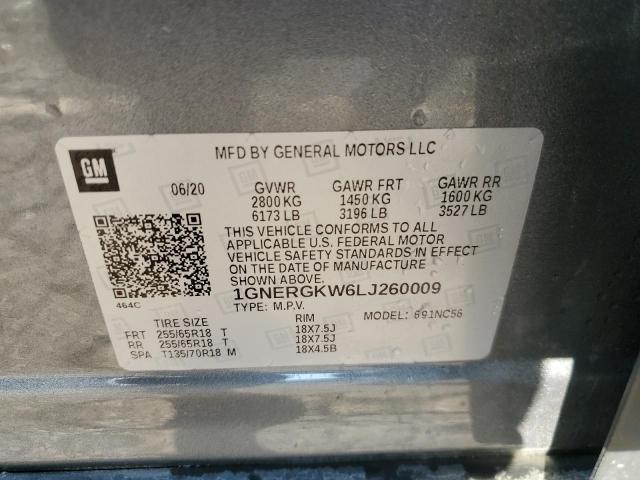 GM
MFD BY GENERAL MOTORS LLC
06/20 GVWR GAWR FRT GAWR RR
2800 KG 1450 KG 1600 KG
6173 LB 3196 LB 3527 LB
THIS VEHICLE CONFORMS TO ALL
APPLICABLE U.S. FEDERAL MOTOR
VEHICLE SAFETY STANDARDS IN EFFECT
ON THE DATE OF MANUFACTURE
SHOWN ABOVE.
464C
1GNERGKW6LJ260009
TYPE: M.P.V. MODEL: 691NC56
TIRE SIZE RIM
FRT 255/65R18 T 18X7.5J
RR 255/65R18 T 18X7.5J
SPA T135/70R18 M 18X4.5B